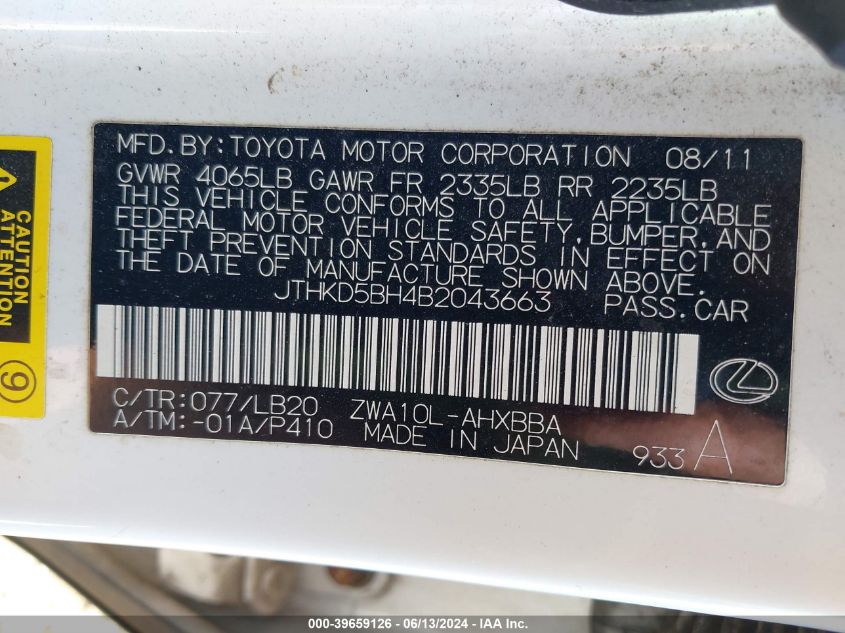 MFD. BY: TOYOTA MOTOR CORPORATION 08/11
GVWR 4065LB GAWR FR 2335LB RR 2235LB
THIS VEHICLE CONFORMS TO ALL APPLICABLE
FEDERAL MOTOR VEHICLE SAFETY, BUMPER, AND
THEFT PREVENTION STANDARDS IN EFFECT ON
THE DATE OF MANUFACTURE SHOWN ABOVE.
JTHKD5BH4B2043663 PASS. CAR
C/TR: 077/LB20 ZWA10L-AHXBBA
A/TM: -01A/P410 MADE IN JAPAN 933 A
CAUTION
ATTENTION
9
000-39659126 - 06/13/2024 - IAA Inc.